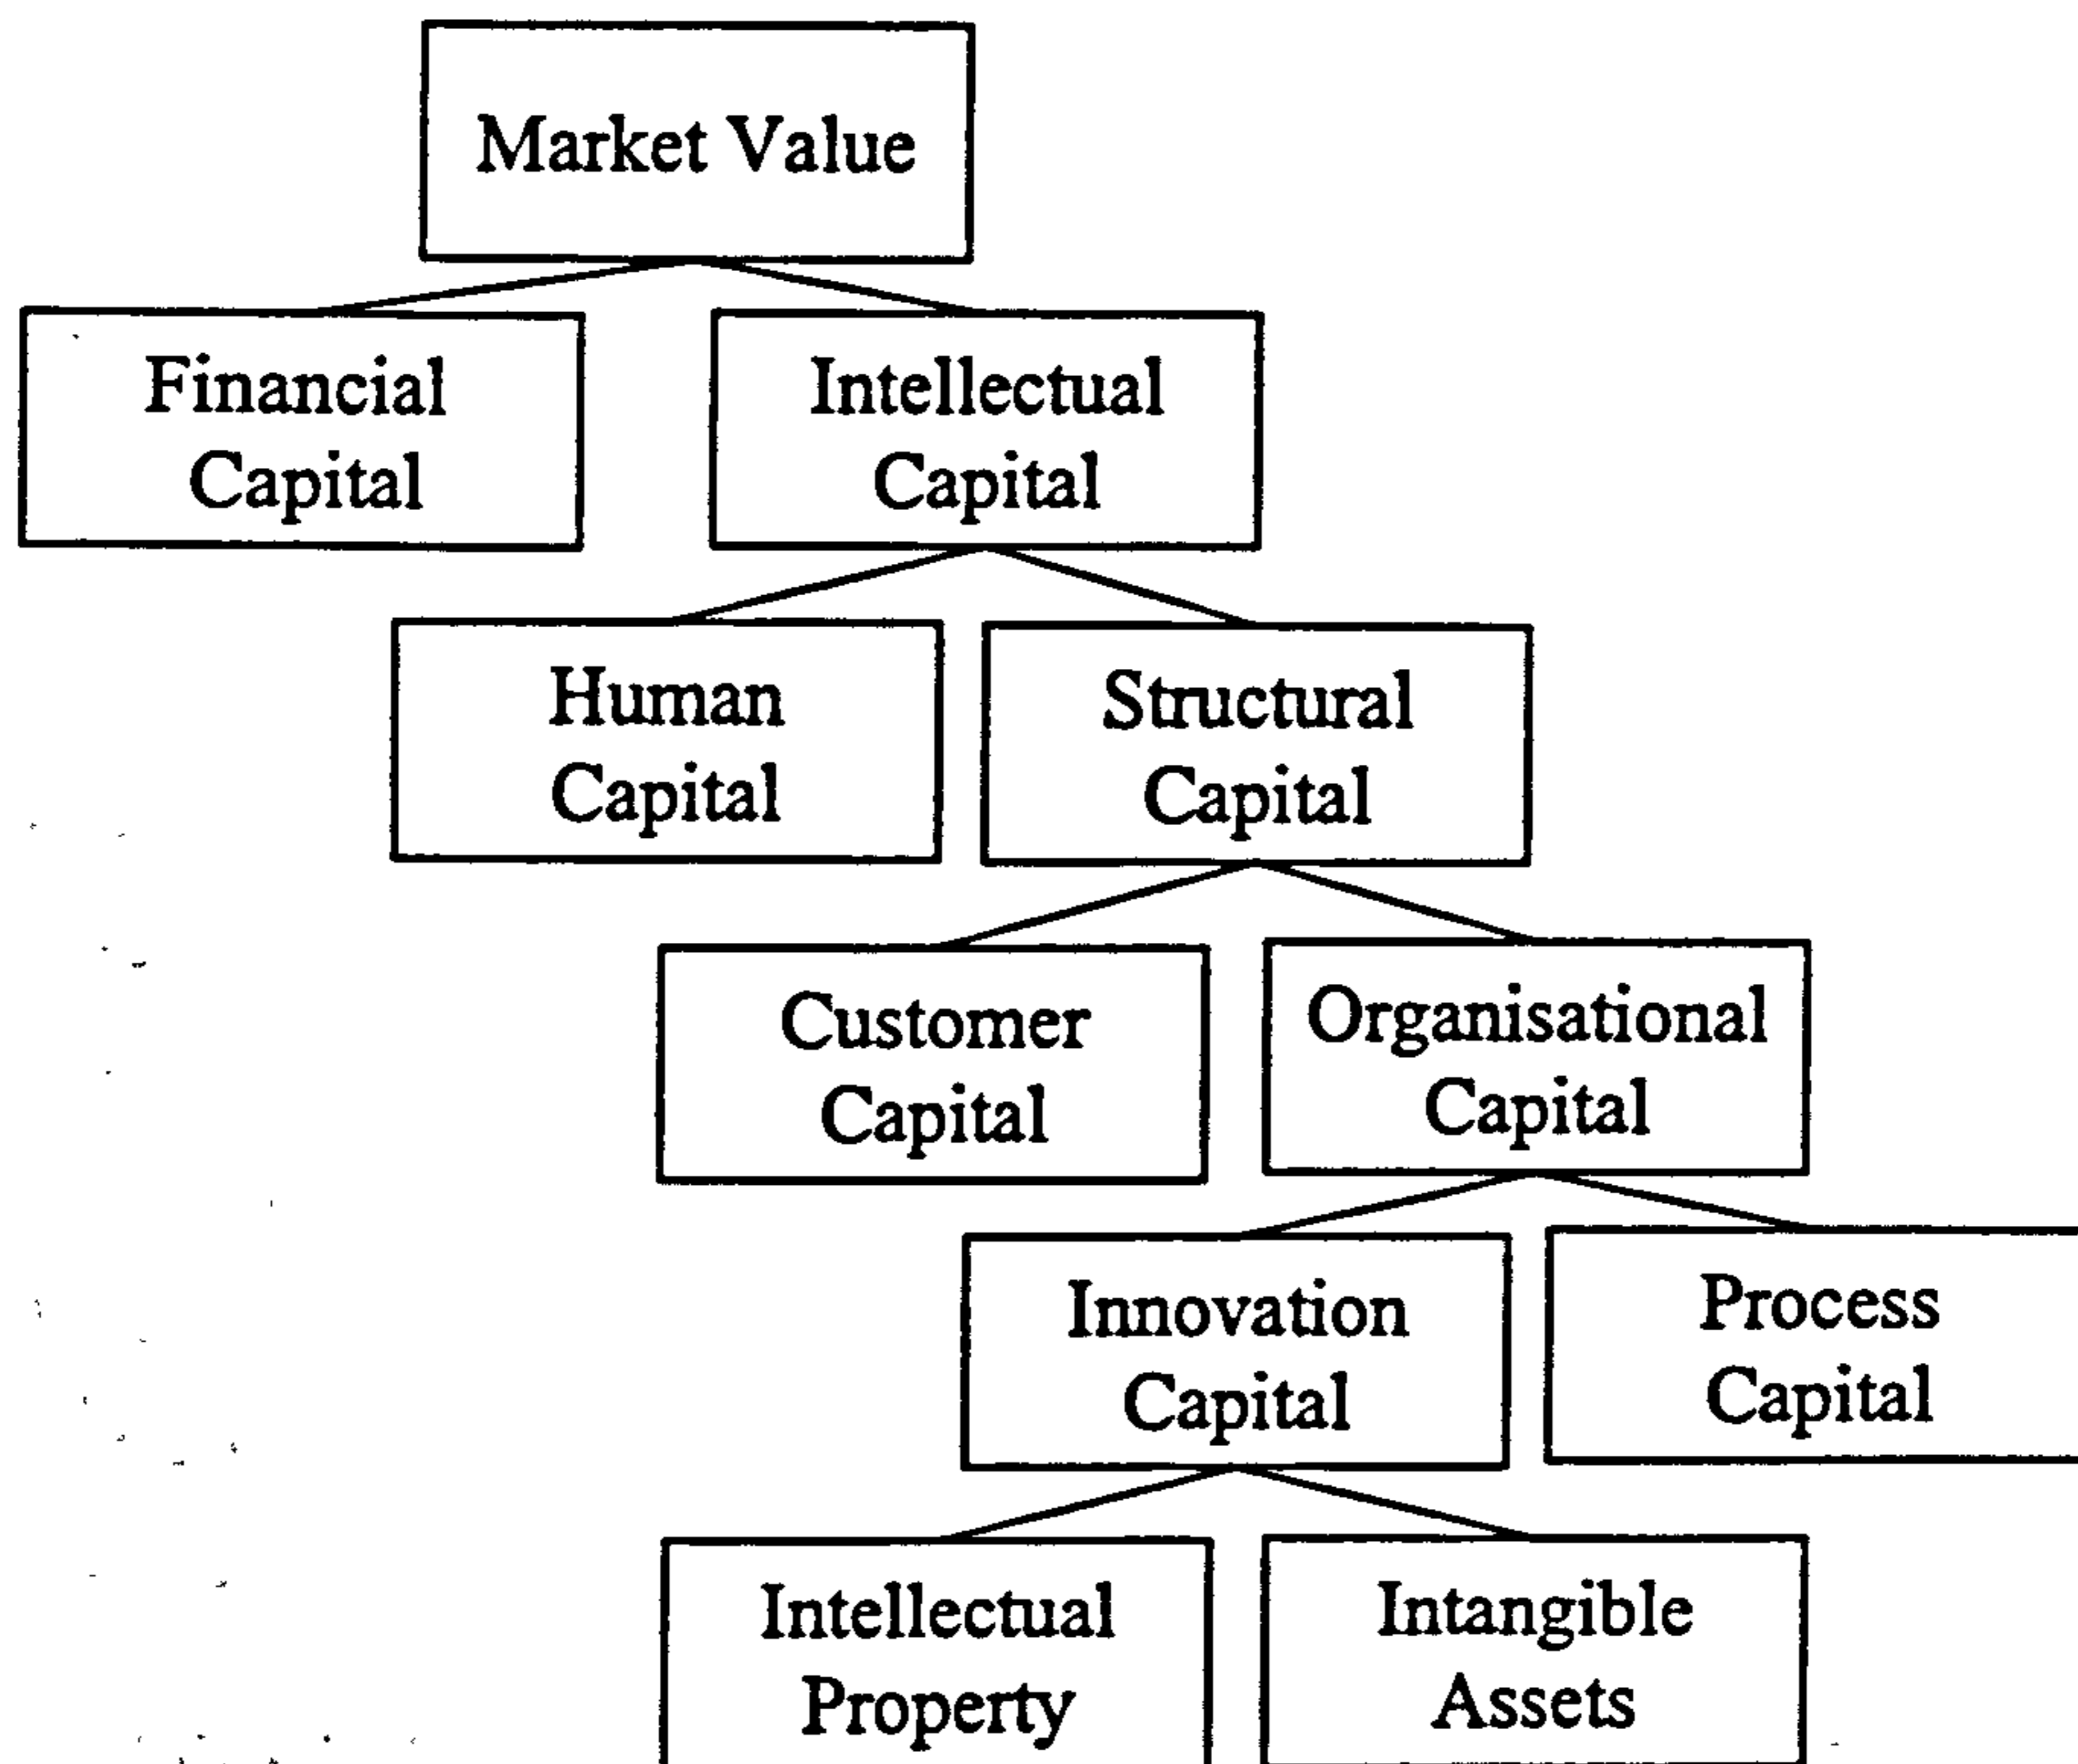 Market Value
Financial
Capital
Intellectual
Capital
Human
Capital
Structural
Capital
Customer
Capital
Organisational
Capital
Innovation
Capital
Process
Capital
Intellectual
Property
Intangible
Assets